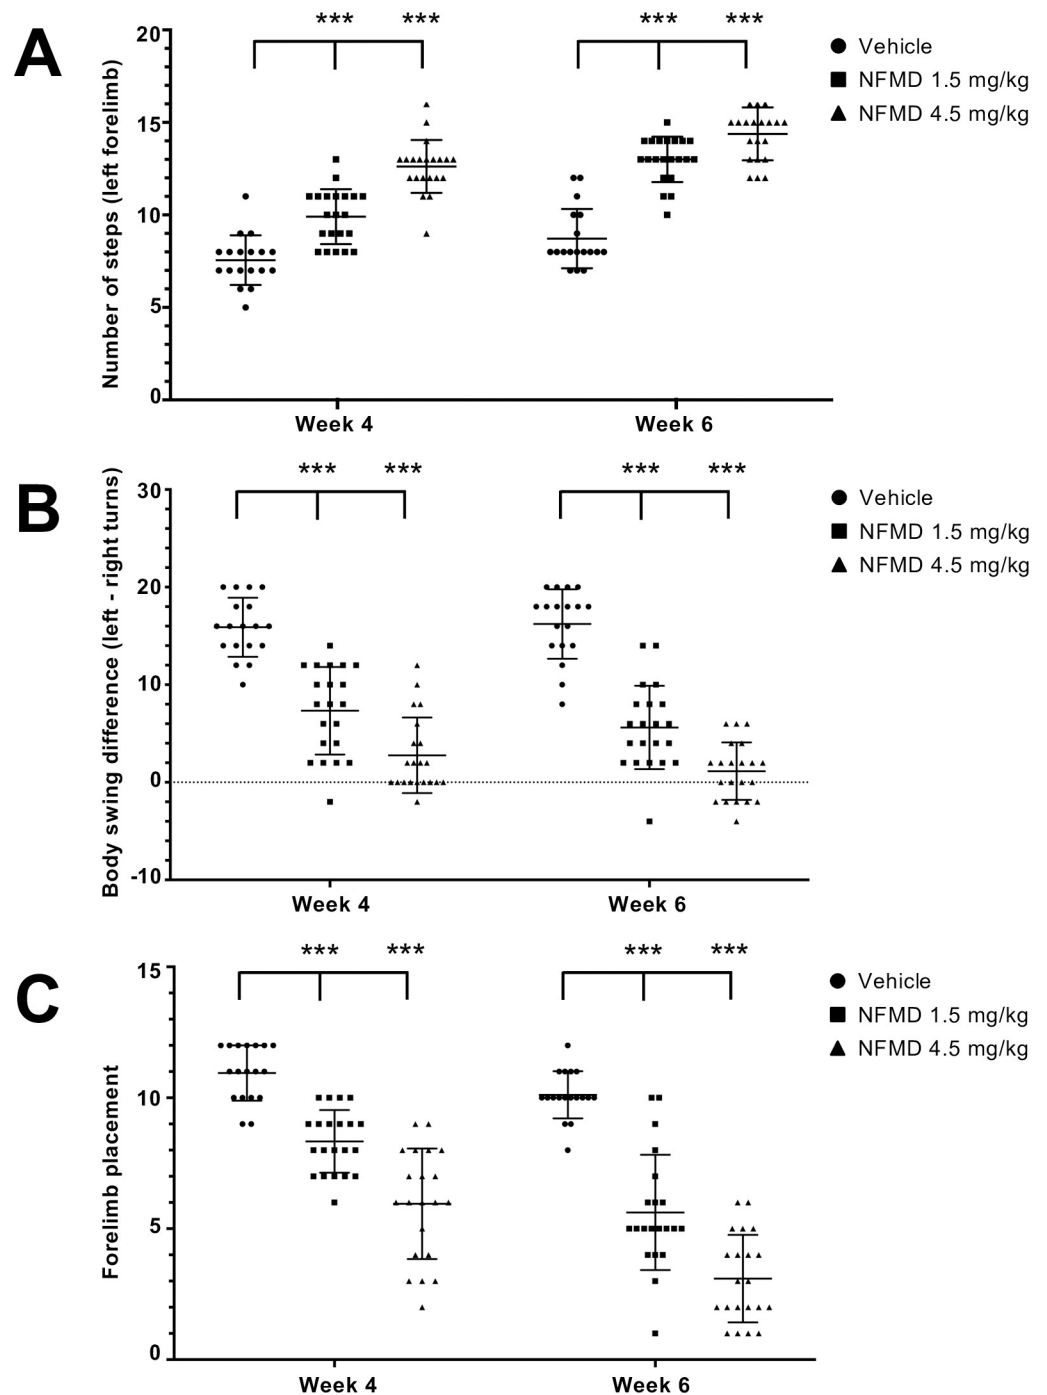 A
Number of steps (left forelimb)
20
15
10
5
0
*** ***
*** ***
Week 4
Week 6
Vehicle
NFMD 1.5 mg/kg
NFMD 4.5 mg/kg
B
Body swing difference (left - right turns)
30
20
10
0
-10
*** ***
*** ***
Week 4
Week 6
Vehicle
NFMD 1.5 mg/kg
NFMD 4.5 mg/kg
C
Forelimb placement
15
10
5
0
*** ***
*** ***
Week 4
Week 6
Vehicle
NFMD 1.5 mg/kg
NFMD 4.5 mg/kg